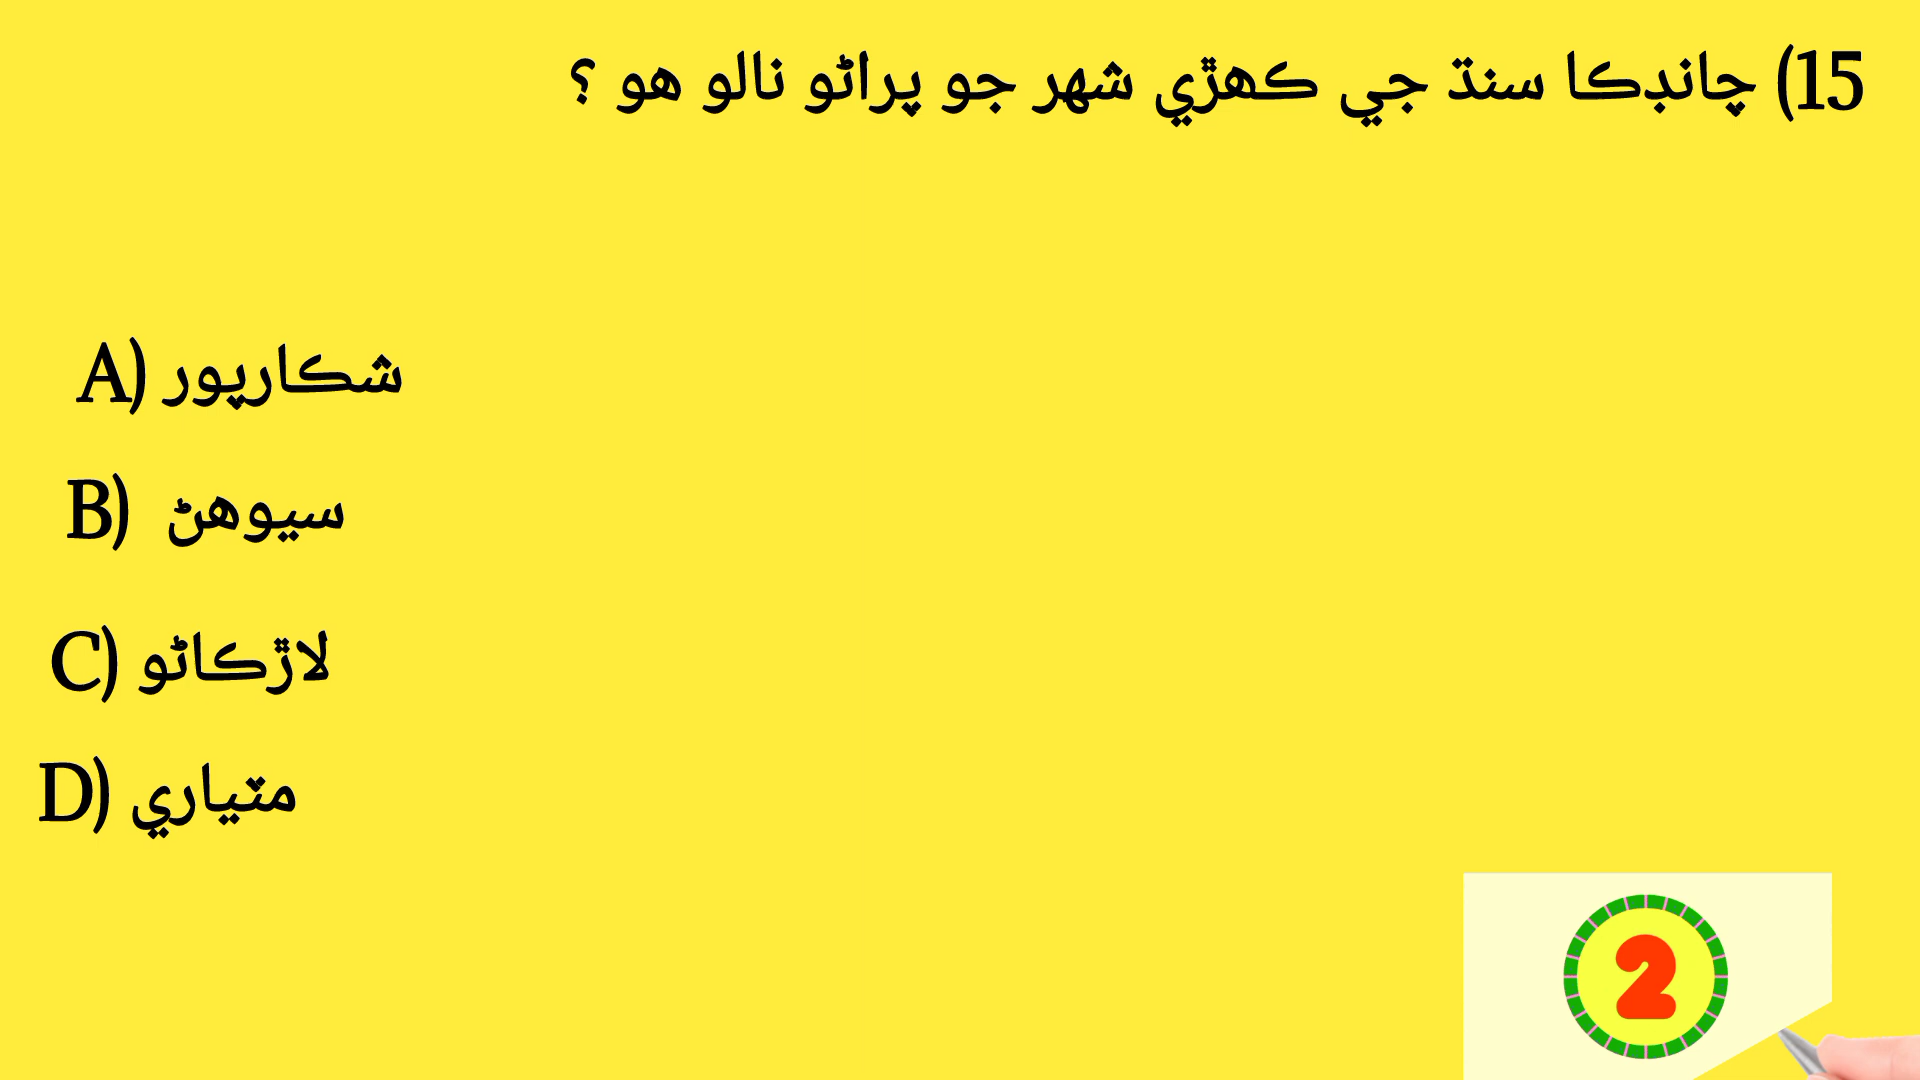 15) چانڊڪا سنڌ جي ڪهڙي شهر جو پراڻو نالو هو ؟
A) شڪارپور
B) سيوهڻ
C) لاڙڪاڻو
D) مٽياري
2